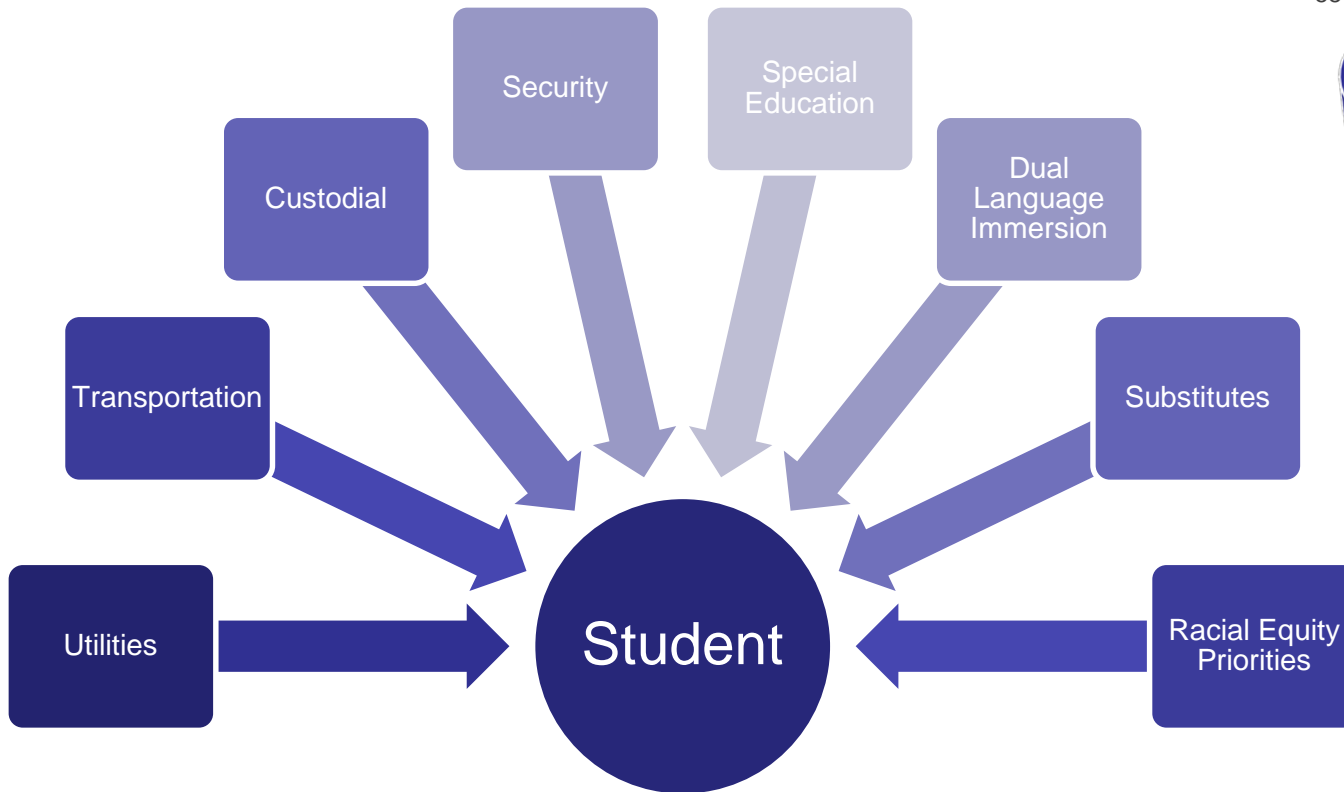 Security
Special
Education
Custodial
Dual
Language
Immersion
Transportation
Substitutes
Utilities
Student
Racial Equity
Priorities